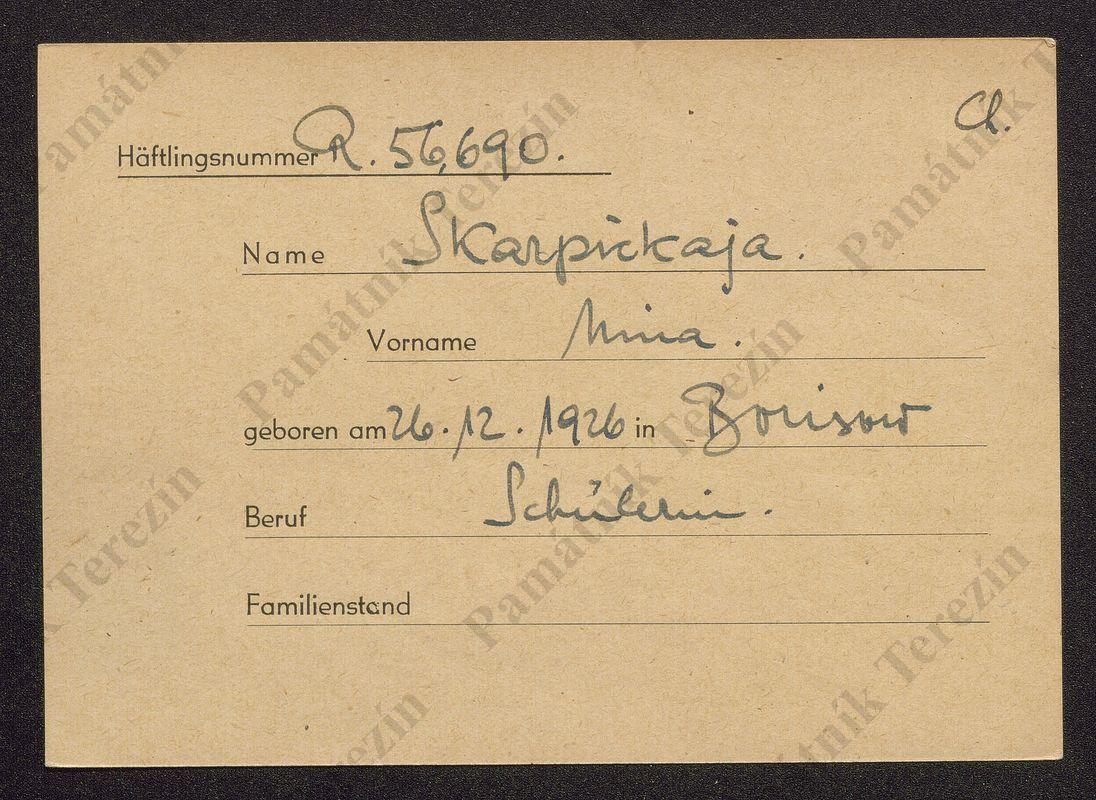 Ch.
Häftlingsnummer R. 56,690.
Name Skarpickaja.
Vorname Nina.
geboren am 26.12.1926 in Borisow
Beruf Schülerin.
Familienstand
Památník Terezín